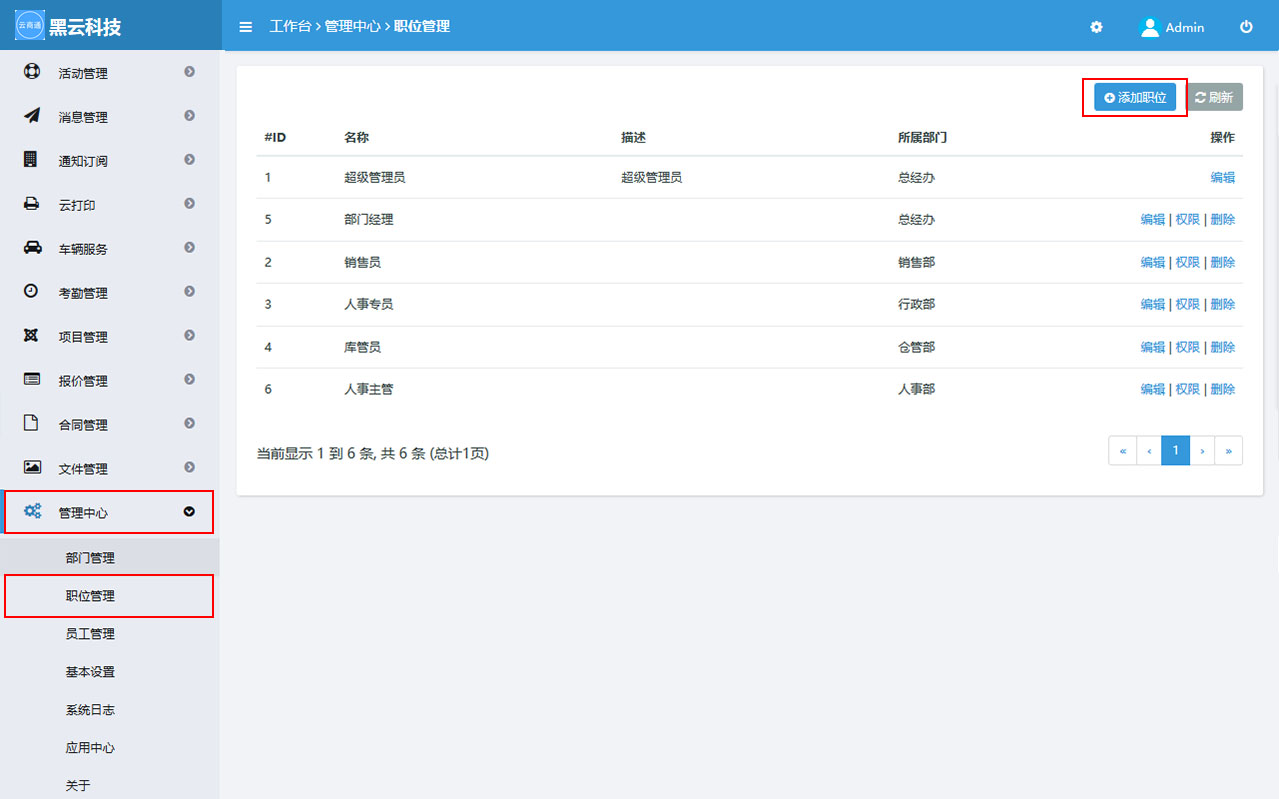 云商通 黑云科技
工作台 › 管理中心 › 职位管理
Admin
活动管理
消息管理
通知订阅
云打印
车辆服务
考勤管理
项目管理
报价管理
合同管理
文件管理
管理中心
部门管理
职位管理
员工管理
基本设置
系统日志
应用中心
关于
添加职位 刷新
#ID 名称 描述 所属部门 操作
1 超级管理员 超级管理员 总经办 编辑
5 部门经理 总经办 编辑 | 权限 | 删除
2 销售员 销售部 编辑 | 权限 | 删除
3 人事专员 行政部 编辑 | 权限 | 删除
4 库管员 仓管部 编辑 | 权限 | 删除
6 人事主管 人事部 编辑 | 权限 | 删除
当前显示 1 到 6 条, 共 6 条 (总计1页)
« ‹ 1 › »